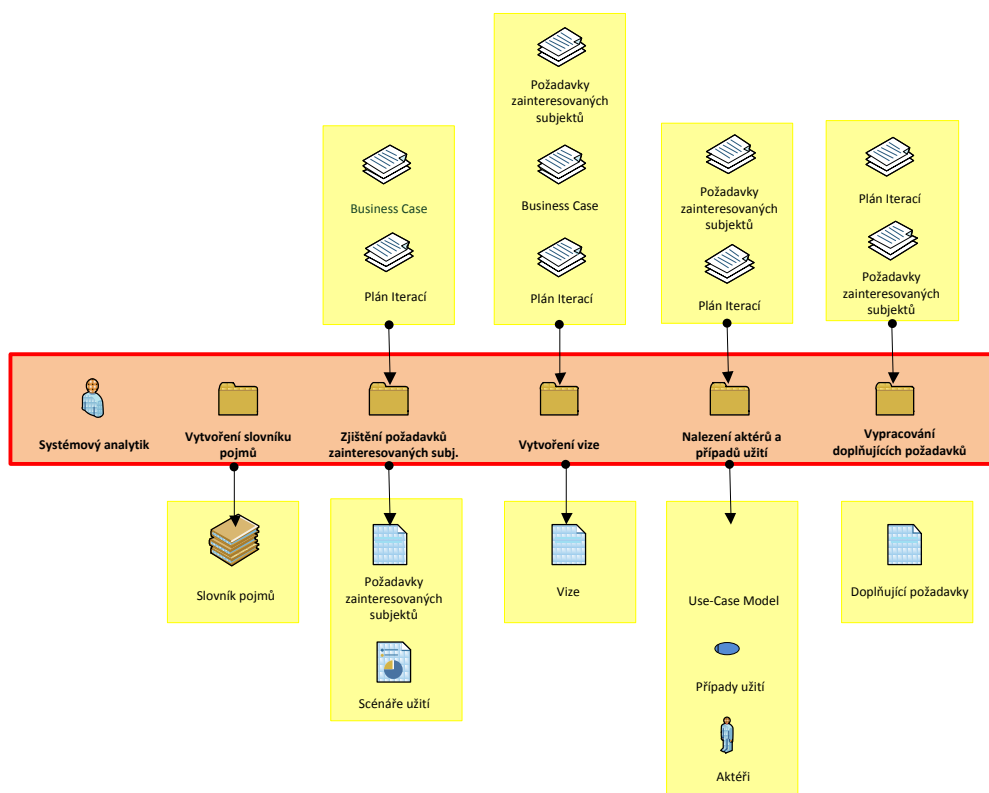 Požadavky
zainteresovaných
subjektů
Business Case
Plán Iterací
Business Case
Plán Iterací
Požadavky
zainteresovaných
subjektů
Plán Iterací
Plán Iterací
Požadavky
zainteresovaných
subjektů
Systémový analytik
Vytvoření slovníku
pojmů
Zjištění požadavků
zainteresovaných subj.
Vytvoření vize
Nalezení aktérů a
případů užití
Vypracování
doplňujících požadavků
Slovník pojmů
Požadavky
zainteresovaných
subjektů
Scénáře užití
Vize
Use-Case Model
Případy užití
Aktéři
Doplňující požadavky